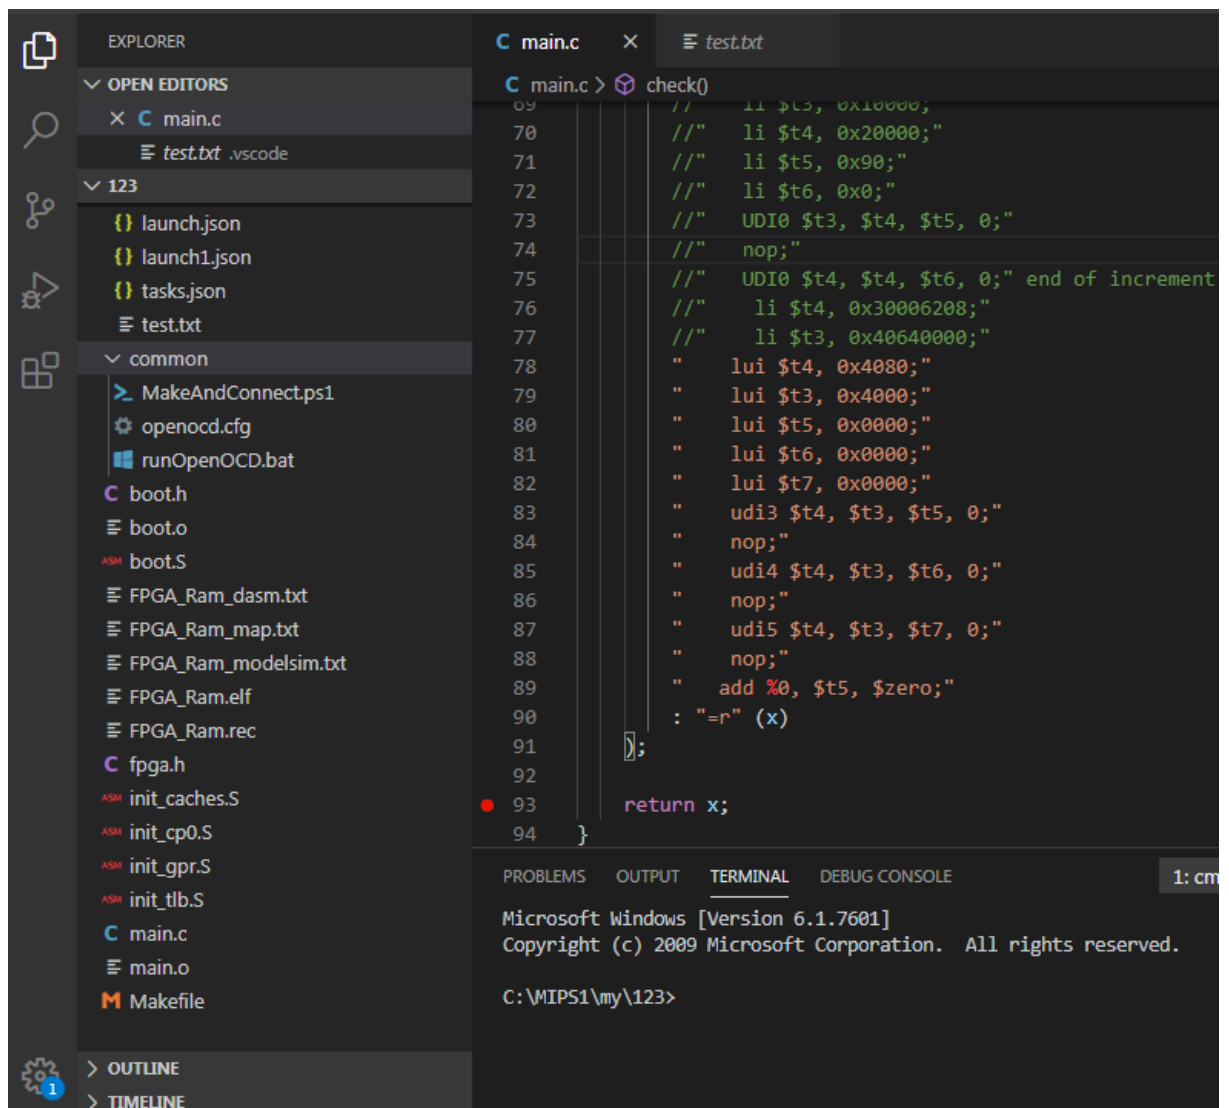 EXPLORER
OPEN EDITORS
main.c
test.txt .vscode
123
launch.json
launch1.json
tasks.json
test.txt
common
MakeAndConnect.ps1
openocd.cfg
runOpenOCD.bat
boot.h
boot.o
boot.S
FPGA_Ram_dasm.txt
FPGA_Ram_map.txt
FPGA_Ram_modelsim.txt
FPGA_Ram.elf
FPGA_Ram.rec
fpga.h
init_caches.S
init_cp0.S
init_gpr.S
init_tlb.S
main.c
main.o
Makefile
OUTLINE
TIMELINE
1
main.c test.txt
main.c > check()
69 //" li $t3, 0x10000;
70 //" li $t4, 0x20000;"
71 //" li $t5, 0x90;"
72 //" li $t6, 0x0;"
73 //" UDI0 $t3, $t4, $t5, 0;"
74 //" nop;"
75 //" UDI0 $t4, $t4, $t6, 0;" end of increment
76 //" li $t4, 0x30006208;"
77 //" li $t3, 0x40640000;"
78 " lui $t4, 0x4080;"
79 " lui $t3, 0x4000;"
80 " lui $t5, 0x0000;"
81 " lui $t6, 0x0000;"
82 " lui $t7, 0x0000;"
83 " udi3 $t4, $t3, $t5, 0;"
84 " nop;"
85 " udi4 $t4, $t3, $t6, 0;"
86 " nop;"
87 " udi5 $t4, $t3, $t7, 0;"
88 " nop;"
89 " add %0, $t5, $zero;"
90 : "=r" (x)
91 );
92
93 return x;
94 }
PROBLEMS OUTPUT TERMINAL DEBUG CONSOLE 1: cm
Microsoft Windows [Version 6.1.7601]
Copyright (c) 2009 Microsoft Corporation. All rights reserved.
C:\MIPS1\my\123>